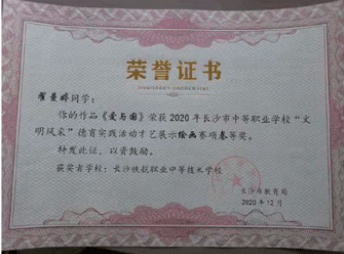 荣誉证书
同学：
你的作品《爱与国》荣获2020年长沙市中等职业学校“文
明风采”德育实践活动才艺展示绘画赛项叁等奖。
特发此证，以资鼓励。
获奖者学校：长沙铁航职业中等技术学校
长沙市教育局
2020年12月